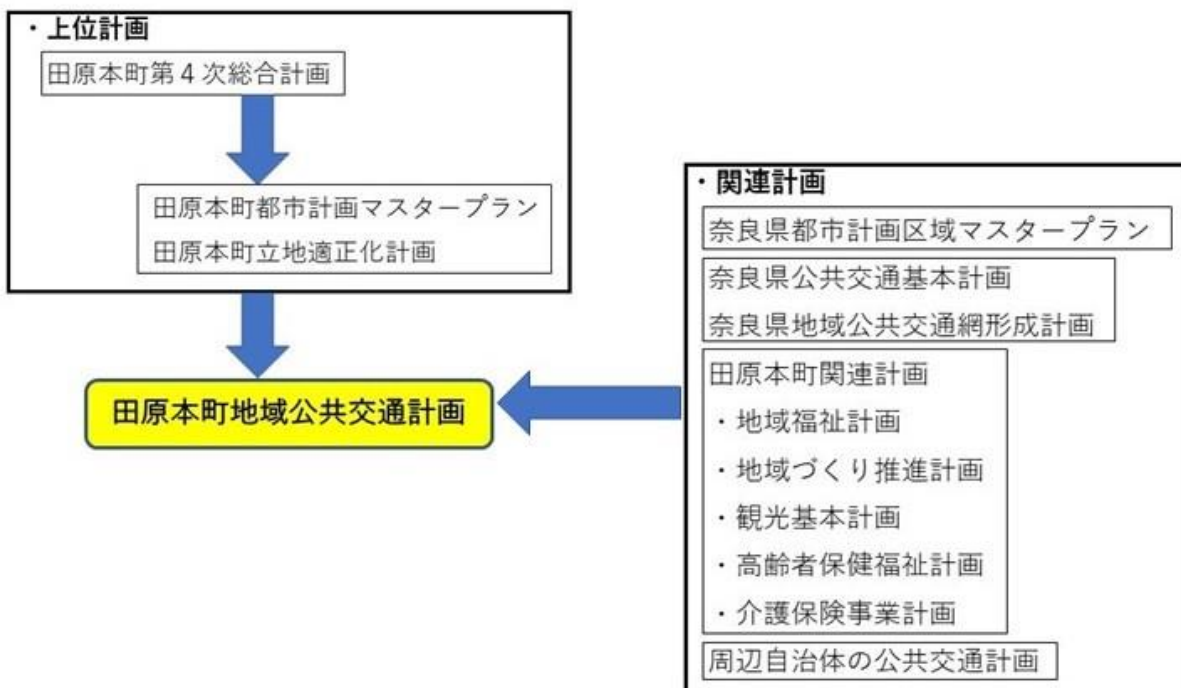 ・上位計画
田原本町第4次総合計画
田原本町都市計画マスタープラン
田原本町立地適正化計画
田原本町地域公共交通計画
・関連計画
奈良県都市計画区域マスタープラン
奈良県公共交通基本計画
奈良県地域公共交通網形成計画
田原本町関連計画
・地域福祉計画
・地域づくり推進計画
・観光基本計画
・高齢者保健福祉計画
・介護保険事業計画
周辺自治体の公共交通計画